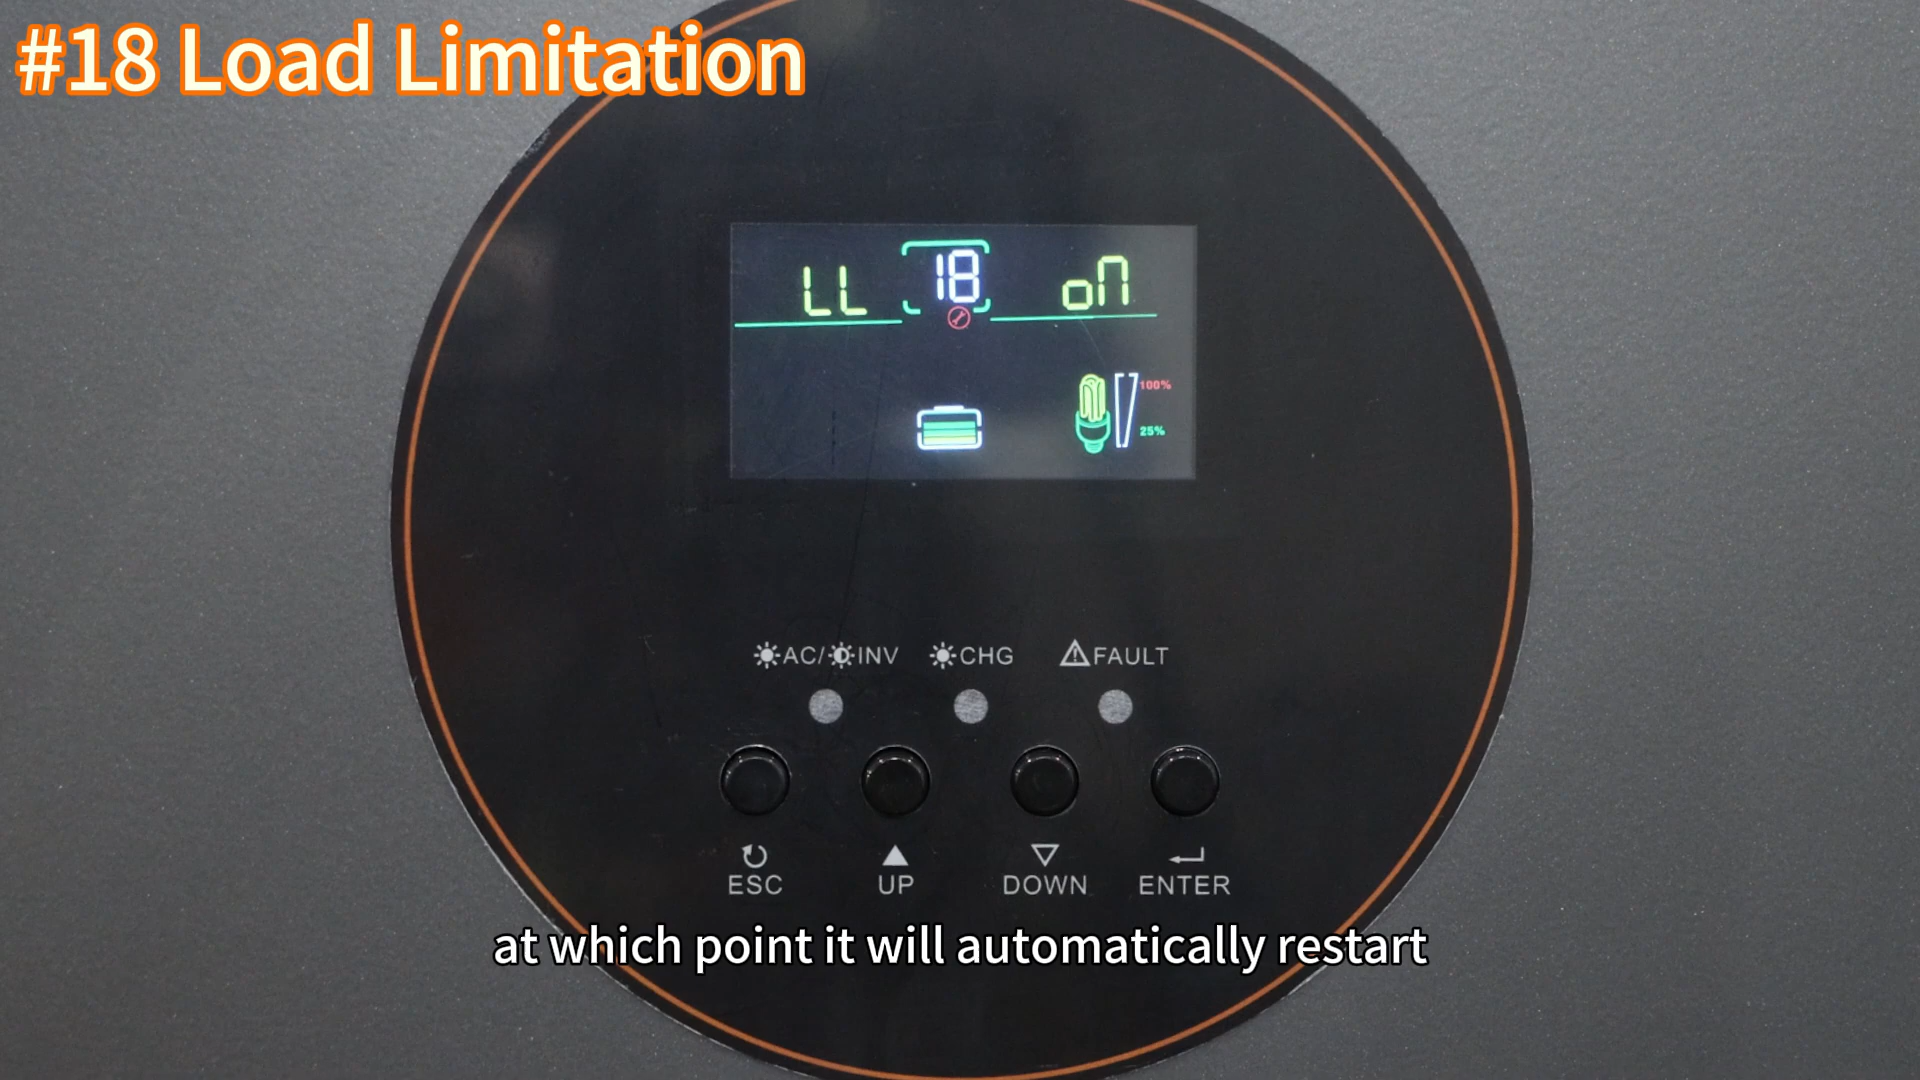 #18 Load Limitation
LL 18 on
100%
25%
AC/ INV CHG FAULT
ESC UP DOWN ENTER
at which point it will automatically restart